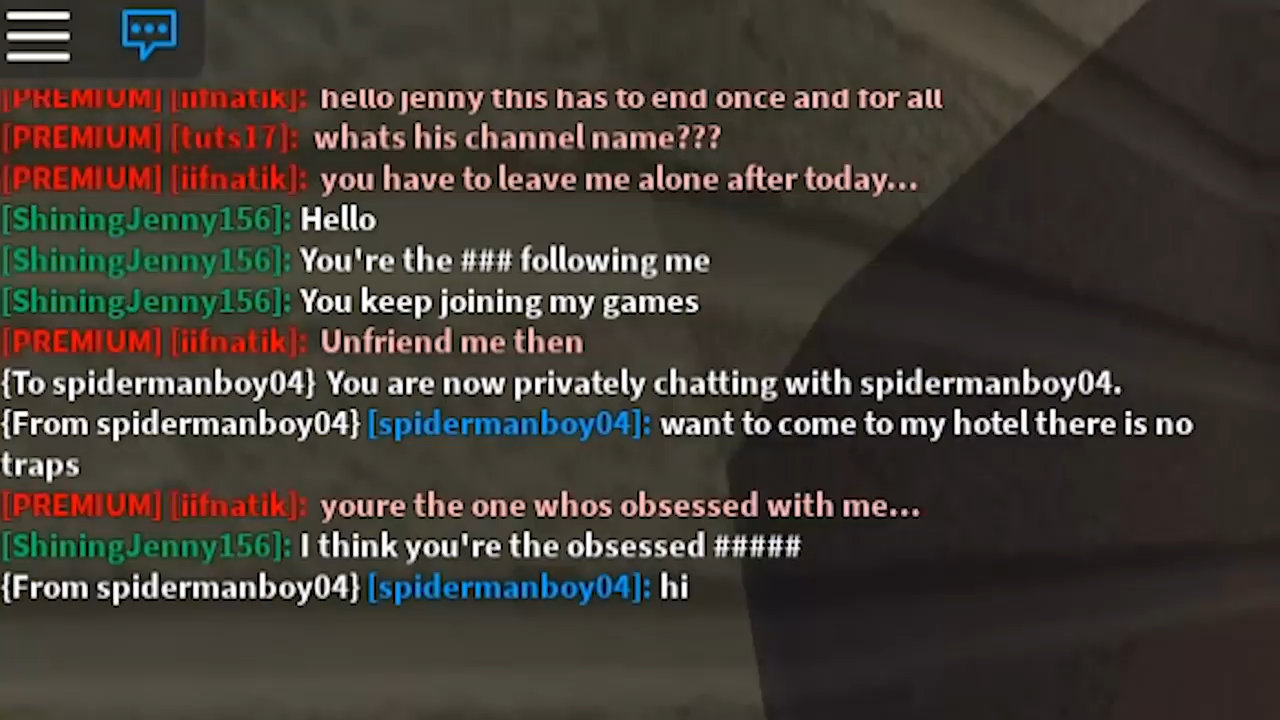 [PREMIUM] [iifnatik]: hello jenny this has to end once and for all
[PREMIUM] [tuts17]: whats his channel name???
[PREMIUM] [iifnatik]: you have to leave me alone after today...
[ShiningJenny156]: Hello
[ShiningJenny156]: You're the ### following me
[ShiningJenny156]: You keep joining my games
[PREMIUM] [iifnatik]: Unfriend me then
{To spidermanboy04} You are now privately chatting with spidermanboy04.
{From spidermanboy04} [spidermanboy04]: want to come to my hotel there is no
traps
[PREMIUM] [iifnatik]: youre the one whos obsessed with me...
[ShiningJenny156]: I think you're the obsessed #####
{From spidermanboy04} [spidermanboy04]: hi